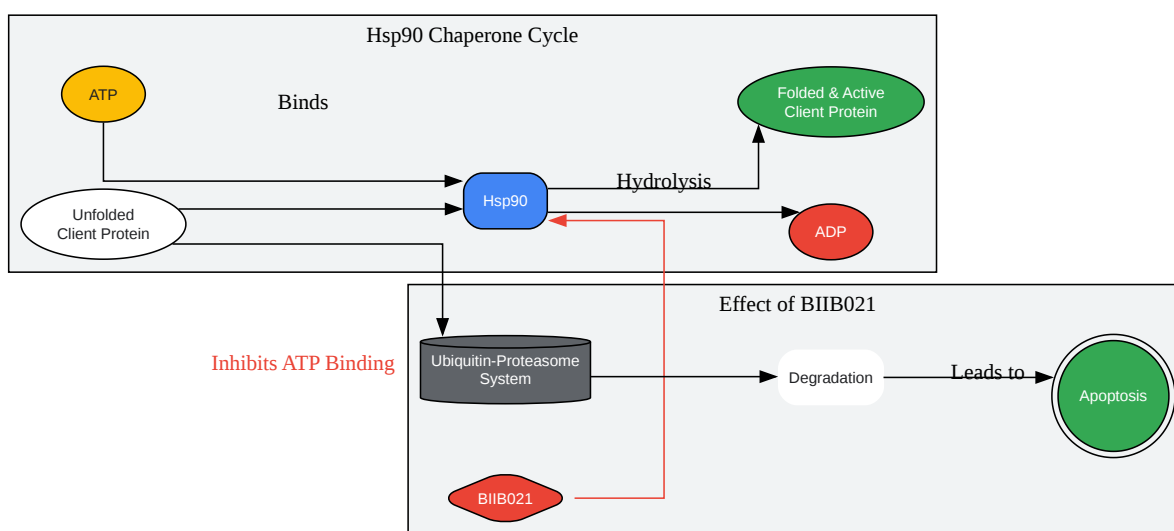 Hsp90 Chaperone Cycle
ATP
Binds
Folded & Active
Client Protein
Hydrolysis
Hsp90
Unfolded
Client Protein
ADP
Effect of BIIB021
Inhibits ATP Binding
Ubiquitin-Proteasome
System
Degradation
Leads to
Apoptosis
BIIB021